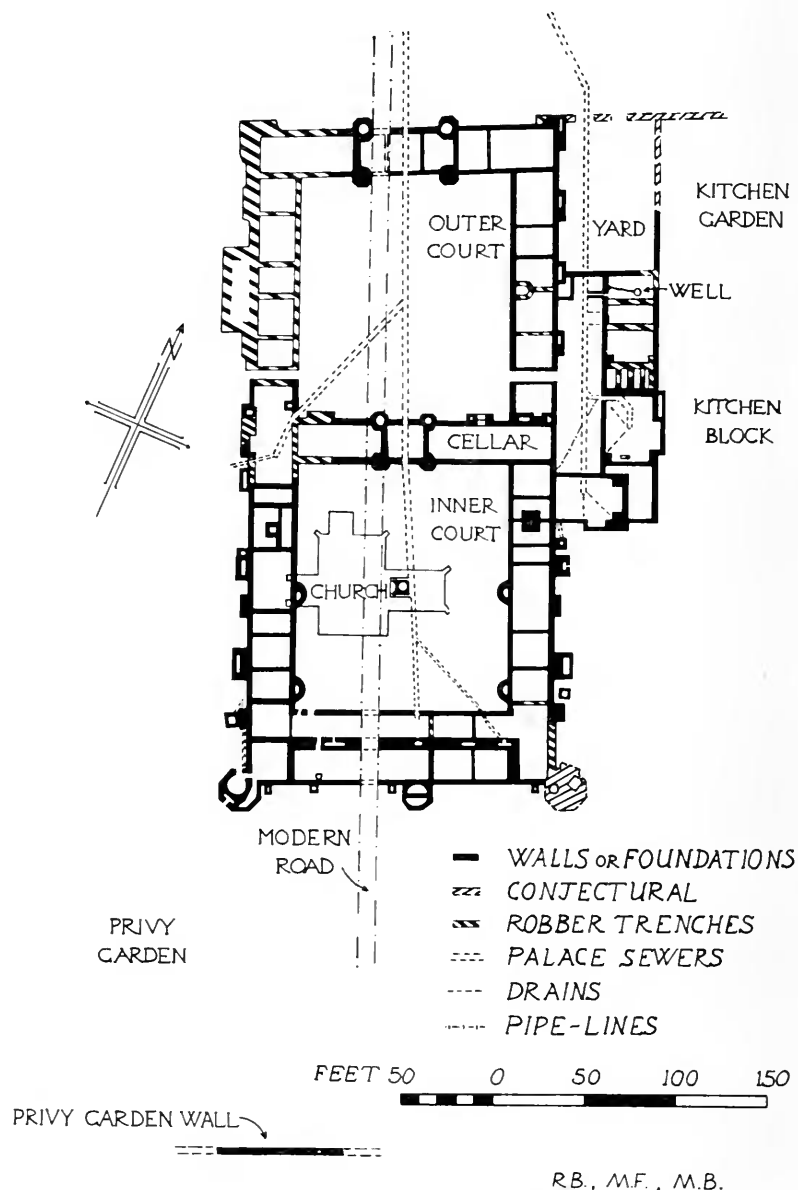 KITCHEN
GARDEN
OUTER
COURT
YARD
WELL
N
KITCHEN
BLOCK
CELLAR
INNER
COURT
CHURCH
MODERN
ROAD
PRIVY
GARDEN
WALLS OR FOUNDATIONS
CONJECTURAL
ROBBER TRENCHES
PALACE SEWERS
DRAINS
PIPE-LINES
FEET 50 0 50 100 150
PRIVY GARDEN WALL
R.B., M.F., M.B.